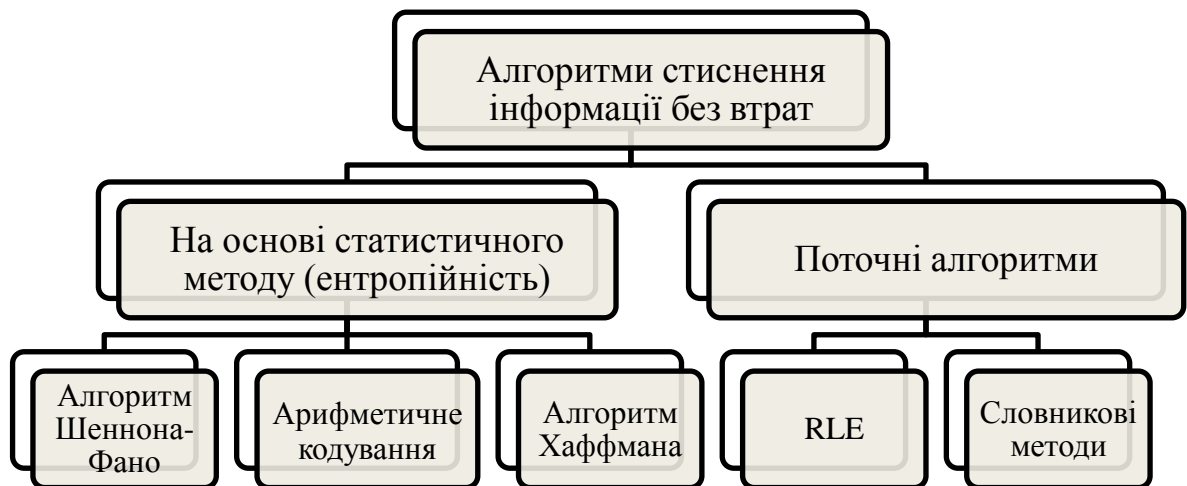 Алгоритми стиснення
інформації без втрат
На основі статистичного
методу (ентропійність)
Поточні алгоритми
Алгоритм
Шеннона-
Фано
Арифметичне
кодування
Алгоритм
Хаффмана
RLE
Словникові
методи